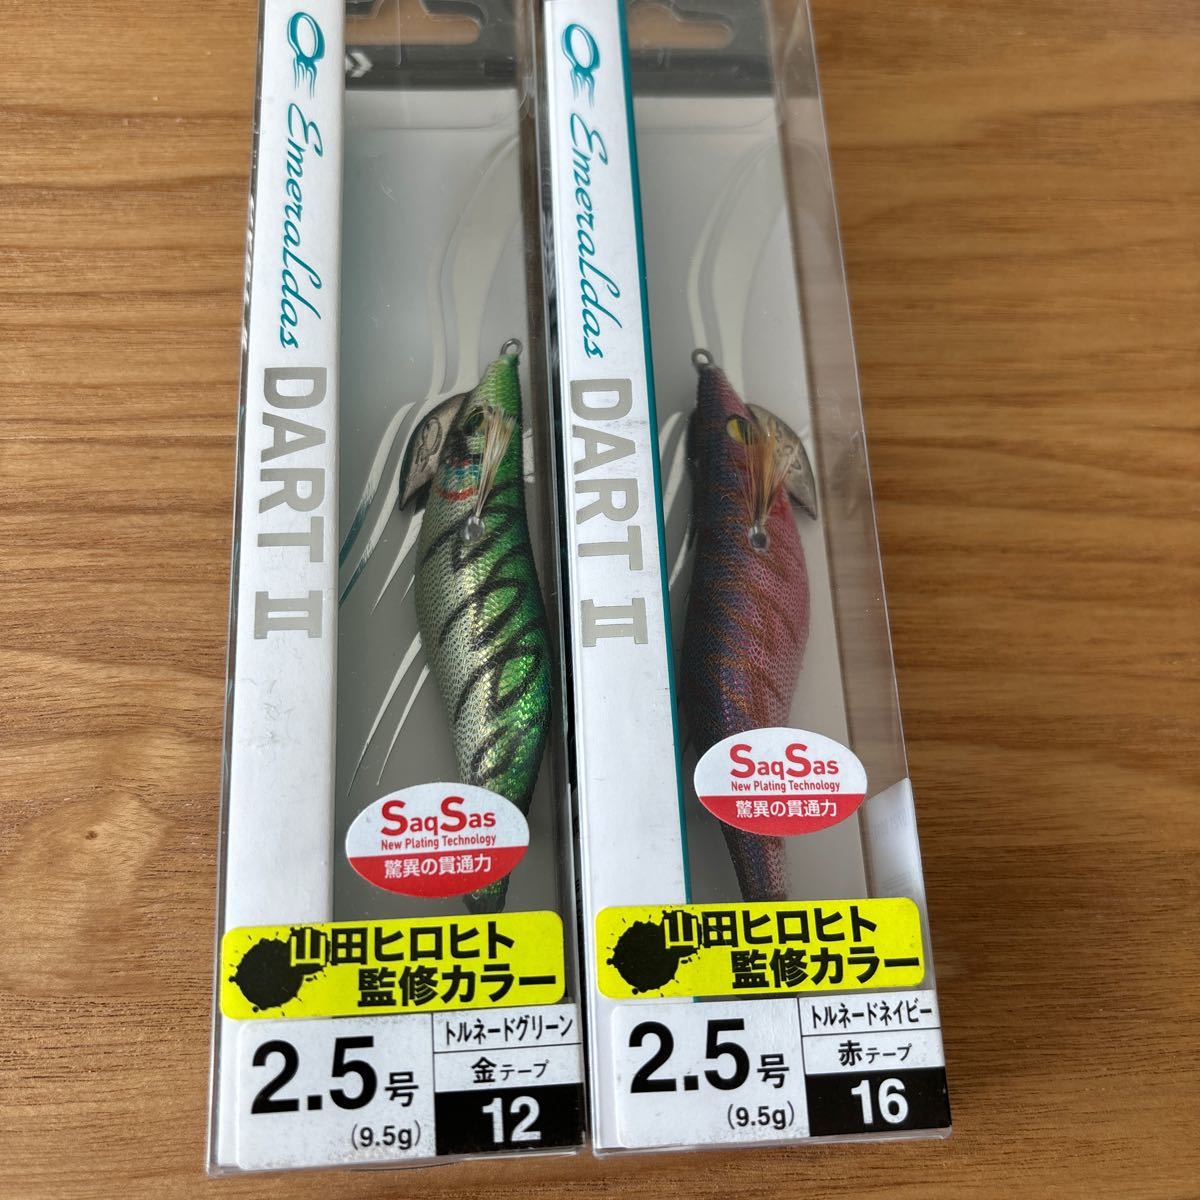 Emeraldas
DART II
SaqSas
New Plating Technology
驚異の貫通力
山田ヒロヒト
監修カラー
2.5号
(9.5g)
トルネードグリーン
金テープ
12
Emeraldas
DART II
SaqSas
New Plating Technology
驚異の貫通力
山田ヒロヒト
監修カラー
2.5号
(9.5g)
トルネードネイビー
赤テープ
16